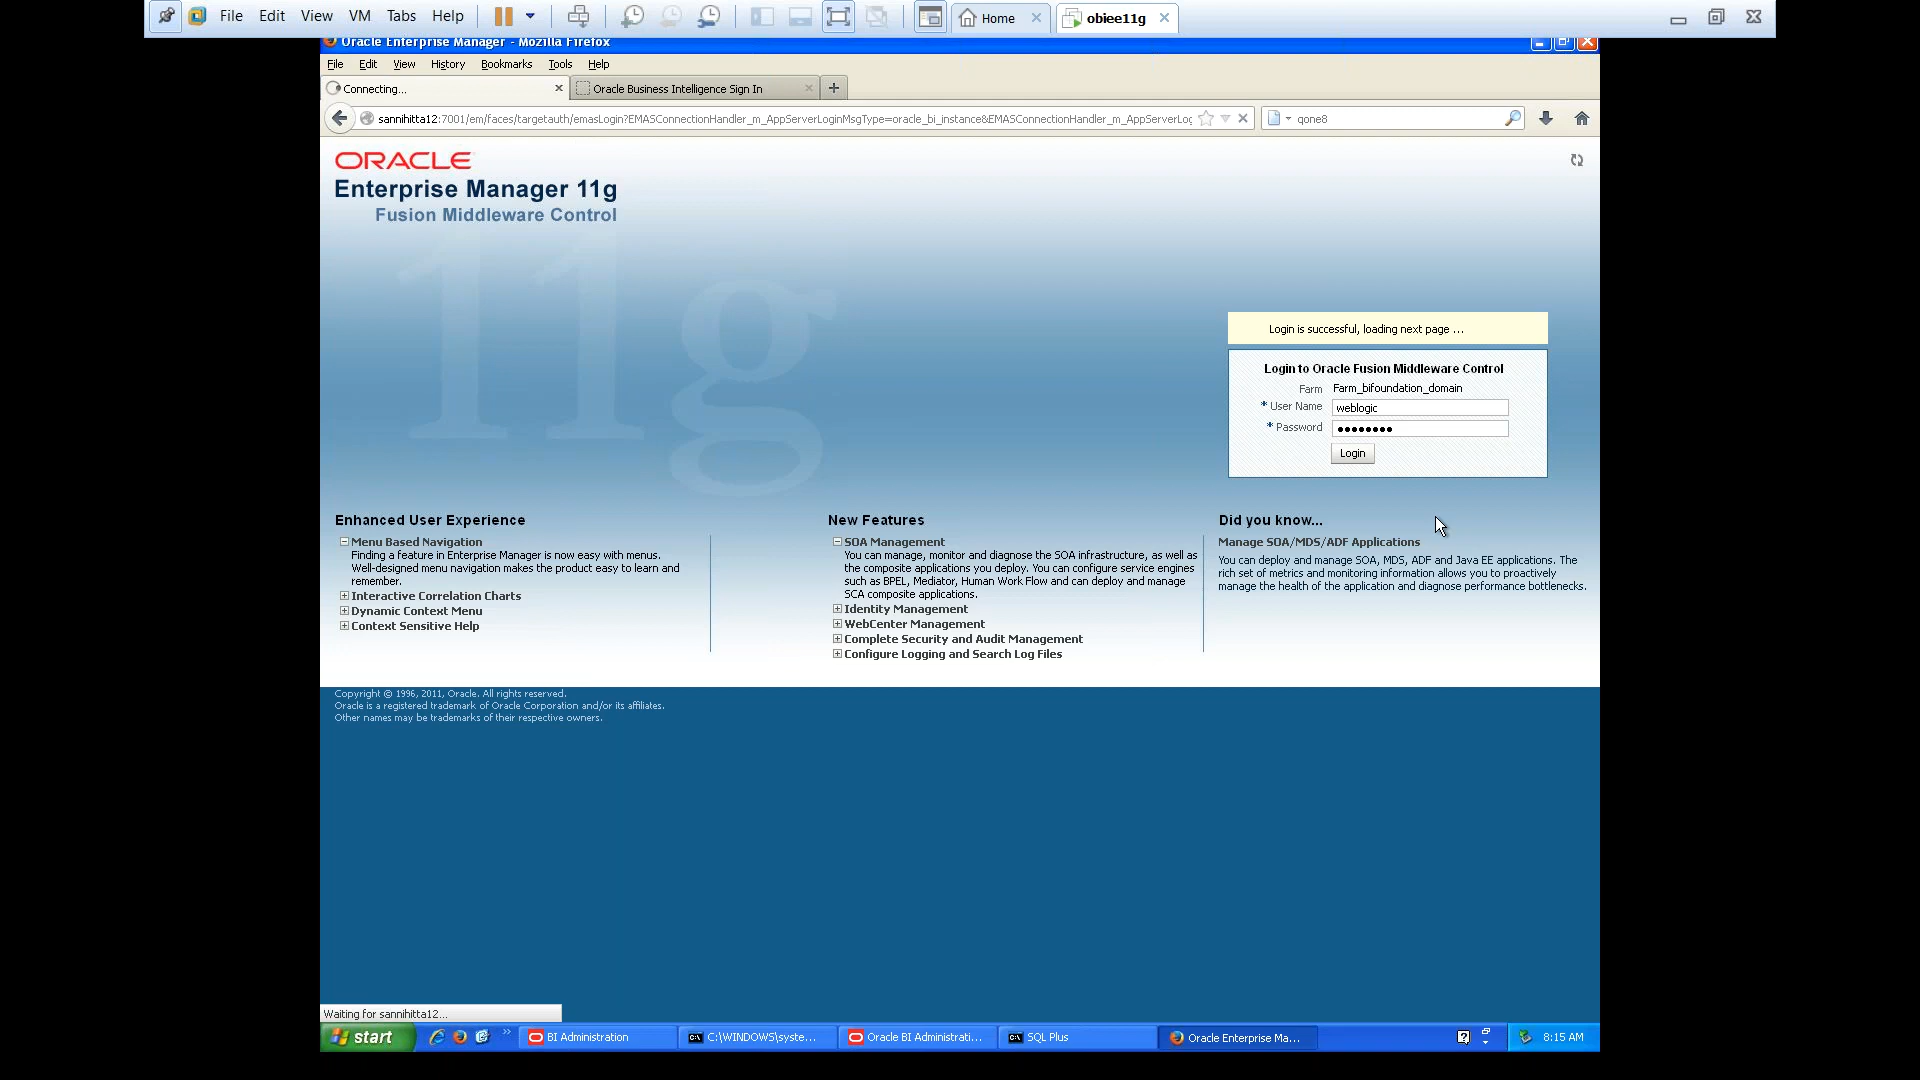 File Edit View VM Tabs Help Home obiee11g
Oracle Enterprise Manager - Mozilla Firefox
File Edit View History Bookmarks Tools Help
Connecting... Oracle Business Intelligence Sign In
sannihitta12:7001/em/faces/targetauth/emasLogin?EMASConnectionHandler_m_AppServerLoginMsgType=oracle_bi_instance&EMASConnectionHandler_m_AppServerLog qone8
ORACLE
Enterprise Manager 11g
Fusion Middleware Control
11g
Login is successful, loading next page ...
Login to Oracle Fusion Middleware Control
Farm Farm_bifoundation_domain
* User Name weblogic
* Password ●●●●●●●●
Login
Enhanced User Experience
Menu Based Navigation
Finding a feature in Enterprise Manager is now easy with menus.
Well-designed menu navigation makes the product easy to learn and
remember.
Interactive Correlation Charts
Dynamic Context Menu
Context Sensitive Help
New Features
SOA Management
You can manage, monitor and diagnose the SOA infrastructure, as well as
the composite applications you deploy. You can configure service engines
such as BPEL, Mediator, Human Work Flow and can deploy and manage
SCA composite applications.
Identity Management
WebCenter Management
Complete Security and Audit Management
Configure Logging and Search Log Files
Did you know...
Manage SOA/MDS/ADF Applications
You can deploy and manage SOA, MDS, ADF and Java EE applications. The
rich set of metrics and monitoring information allows you to proactively
manage the health of the application and diagnose performance bottlenecks.
Copyright © 1996, 2011, Oracle. All rights reserved.
Oracle is a registered trademark of Oracle Corporation and/or its affiliates.
Other names may be trademarks of their respective owners.
Waiting for sannihitta12...
start BI Administration C:\WINDOWS\syste... Oracle BI Administrati... SQL Plus Oracle Enterprise Ma... 8:15 AM